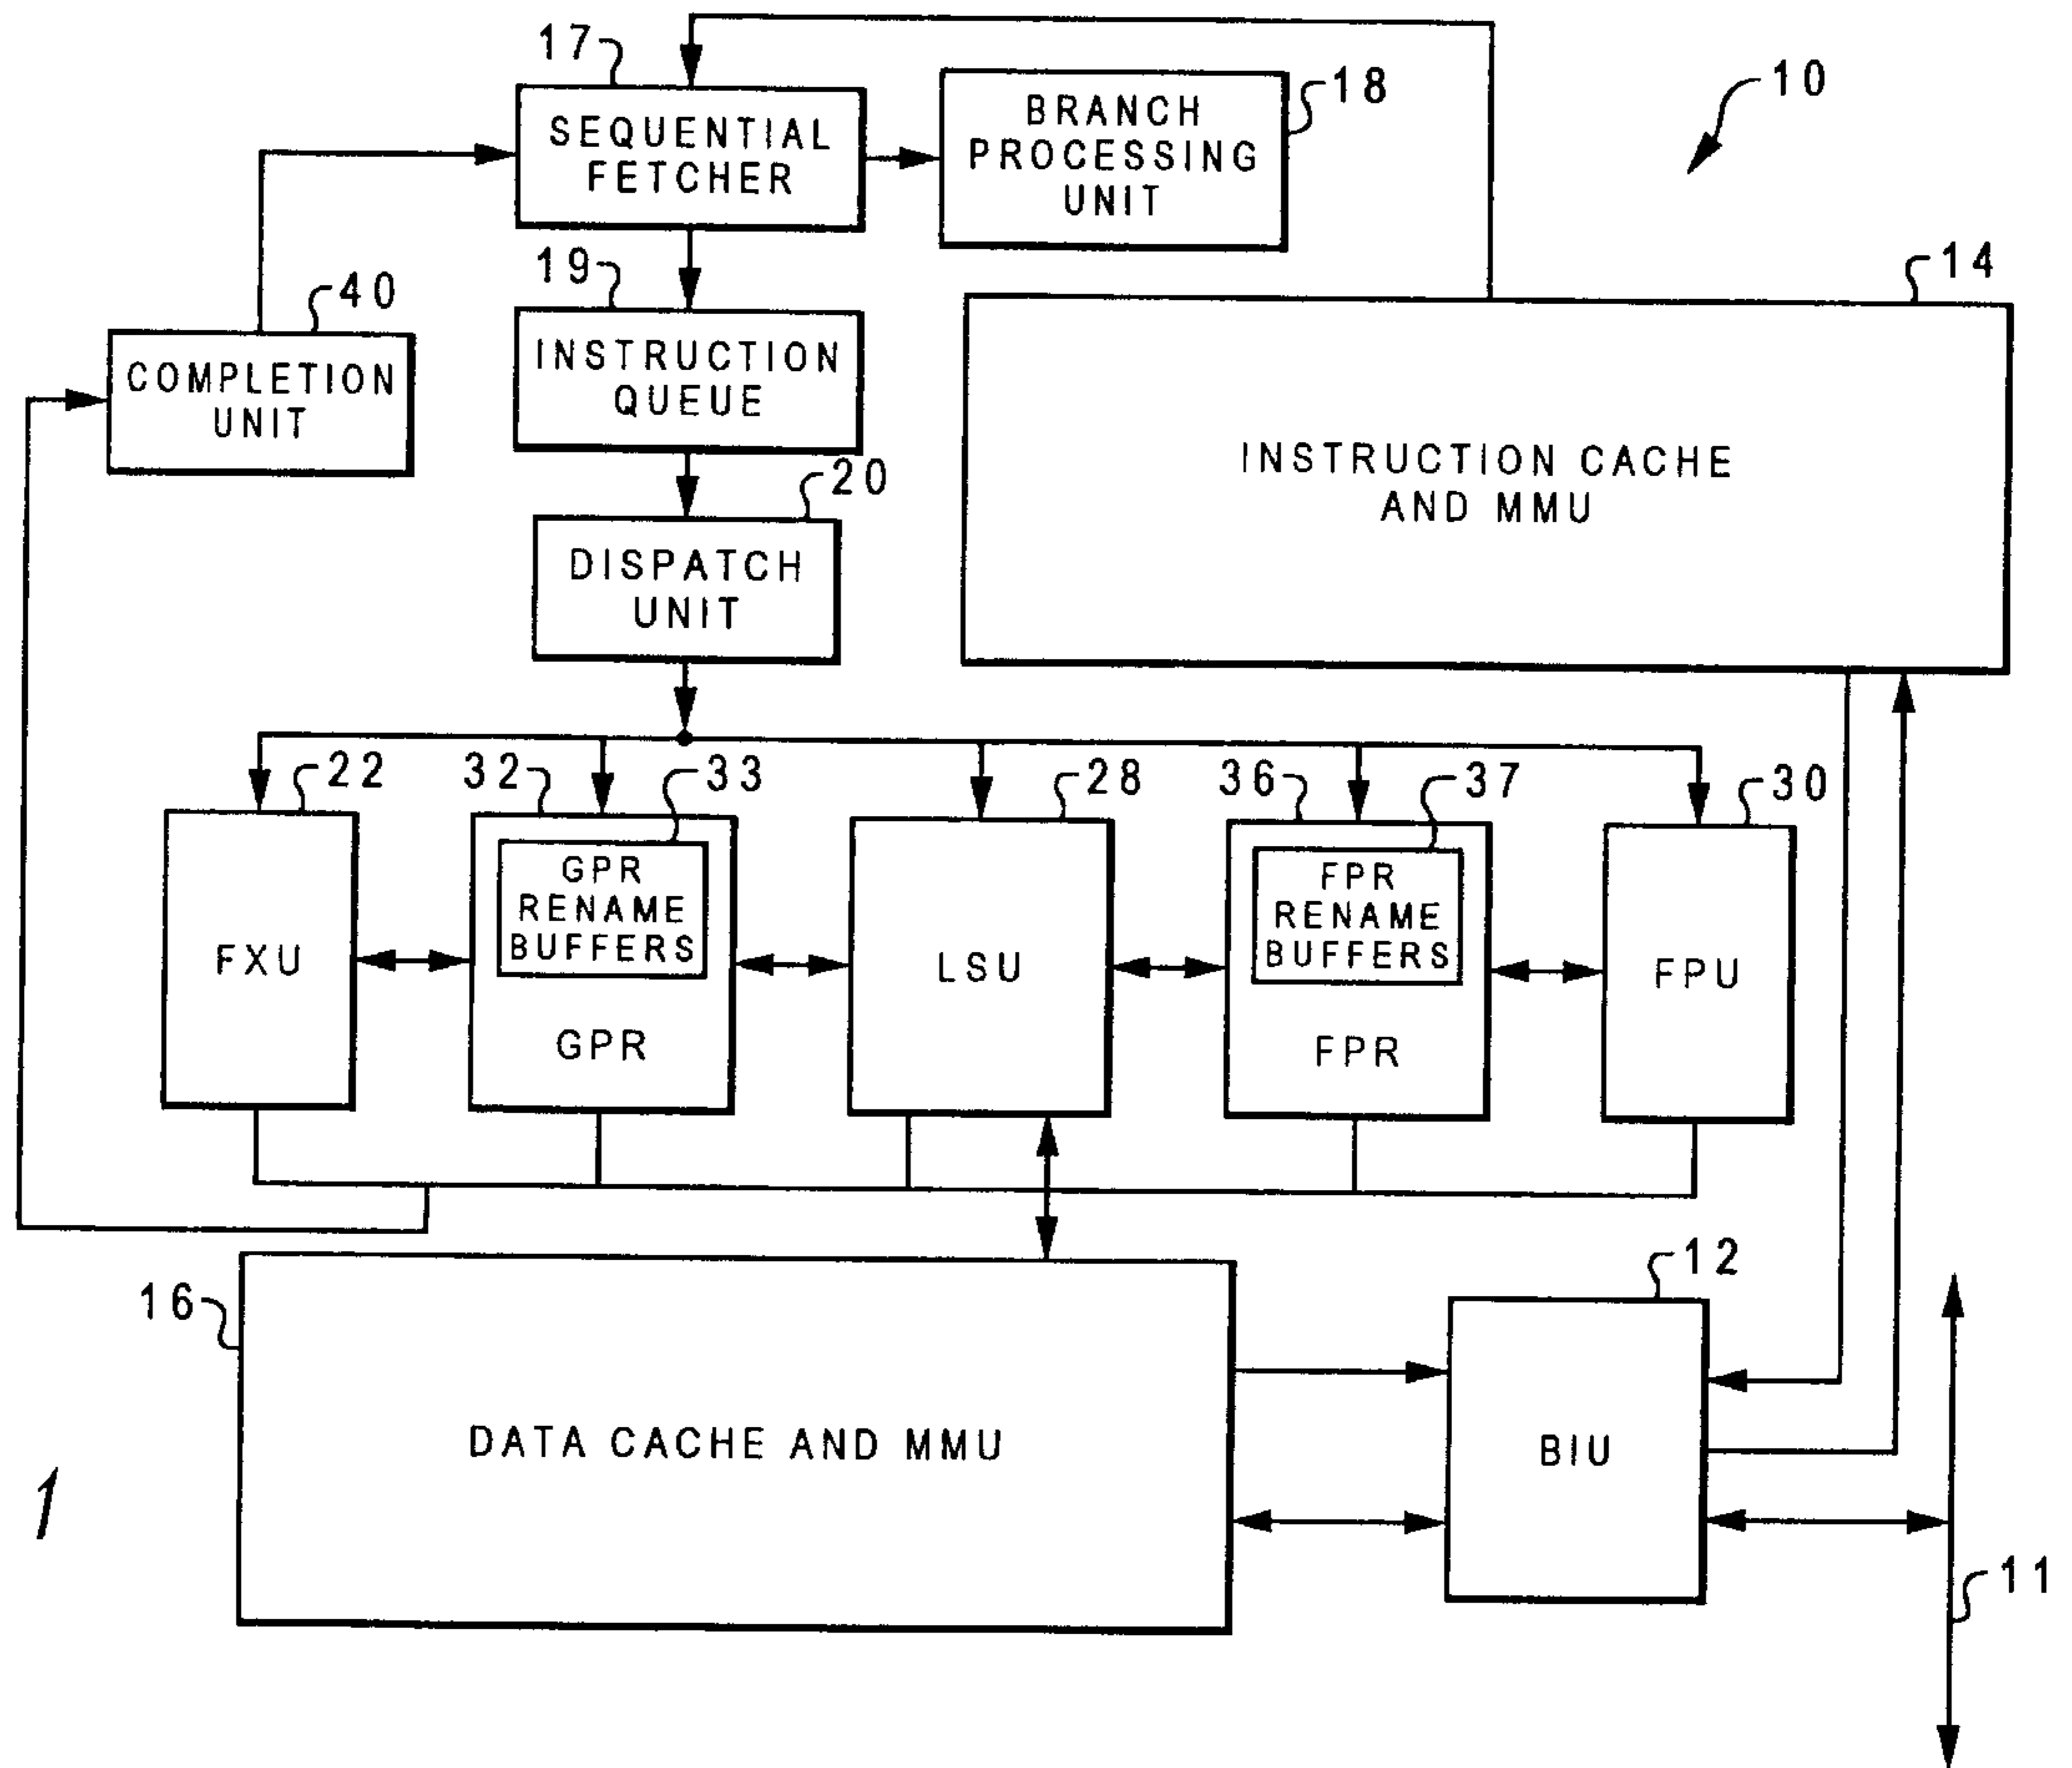 17
SEQUENTIAL
FETCHER
BRANCH
PROCESSING
UNIT
18
10
19
INSTRUCTION
QUEUE
40
COMPLETION
UNIT
14
INSTRUCTION CACHE
AND MMU
20
DISPATCH
UNIT
22
FXU
32
33
GPR
RENAME
BUFFERS
GPR
28
LSU
36
37
FPR
RENAME
BUFFERS
FPR
30
FPU
16
DATA CACHE AND MMU
12
BIU
11
1